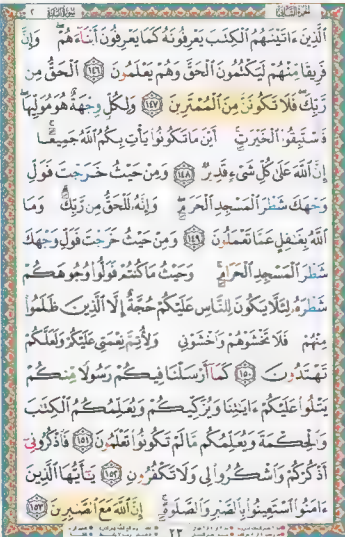 ٱلَّذِينَ ءَاتَيْنَٰهُمُ ٱلْكِتَٰبَ يَعْرِفُونَهُۥ كَمَا يَعْرِفُونَ أَبْنَآءَهُمْ ۖ وَإِنَّ
فَرِيقًا مِّنْهُمْ لَيَكْتُمُونَ ٱلْحَقَّ وَهُمْ يَعْلَمُونَ ١٤٦ ٱلْحَقُّ مِن
رَّبِّكَ ۖ فَلَا تَكُونَنَّ مِنَ ٱلْمُمْتَرِينَ ١٤٧ وَلِكُلٍّ وِجْهَةٌ هُوَ مُوَلِّيهَا ۖ
فَٱسْتَبِقُوا۟ ٱلْخَيْرَٰتِ ۚ أَيْنَ مَا تَكُونُوا۟ يَأْتِ بِكُمُ ٱللَّهُ جَمِيعًا ۚ
إِنَّ ٱللَّهَ عَلَىٰ كُلِّ شَىْءٍ قَدِيرٌ ١٤٨ وَمِنْ حَيْثُ خَرَجْتَ فَوَلِّ
وَجْهَكَ شَطْرَ ٱلْمَسْجِدِ ٱلْحَرَامِ ۖ وَإِنَّهُۥ لَلْحَقُّ مِن رَّبِّكَ ۗ وَمَا
ٱللَّهُ بِغَٰفِلٍ عَمَّا تَعْمَلُونَ ١٤٩ وَمِنْ حَيْثُ خَرَجْتَ فَوَلِّ وَجْهَكَ
شَطْرَ ٱلْمَسْجِدِ ٱلْحَرَامِ ۚ وَحَيْثُ مَا كُنتُمْ فَوَلُّوا۟ وُجُوهَكُمْ
شَطْرَهُۥ لِئَلَّا يَكُونَ لِلنَّاسِ عَلَيْكُمْ حُجَّةٌ إِلَّا ٱلَّذِينَ ظَلَمُوا۟
مِنْهُمْ فَلَا تَخْشَوْهُمْ وَٱخْشَوْنِى وَلِأُتِمَّ نِعْمَتِى عَلَيْكُمْ وَلَعَلَّكُمْ
تَهْتَدُونَ ١٥٠ كَمَآ أَرْسَلْنَا فِيكُمْ رَسُولًا مِّنكُمْ
يَتْلُوا۟ عَلَيْكُمْ ءَايَٰتِنَا وَيُزَكِّيكُمْ وَيُعَلِّمُكُمُ ٱلْكِتَٰبَ
وَٱلْحِكْمَةَ وَيُعَلِّمُكُم مَّا لَمْ تَكُونُوا۟ تَعْلَمُونَ ١٥١ فَٱذْكُرُونِىٓ
أَذْكُرْكُمْ وَٱشْكُرُوا۟ لِى وَلَا تَكْفُرُونِ ١٥٢ يَٰٓأَيُّهَا ٱلَّذِينَ
ءَامَنُوا۟ ٱسْتَعِينُوا۟ بِٱلصَّبْرِ وَٱلصَّلَوٰةِ ۚ إِنَّ ٱللَّهَ مَعَ ٱلصَّٰبِرِينَ ١٥٣
٢٣